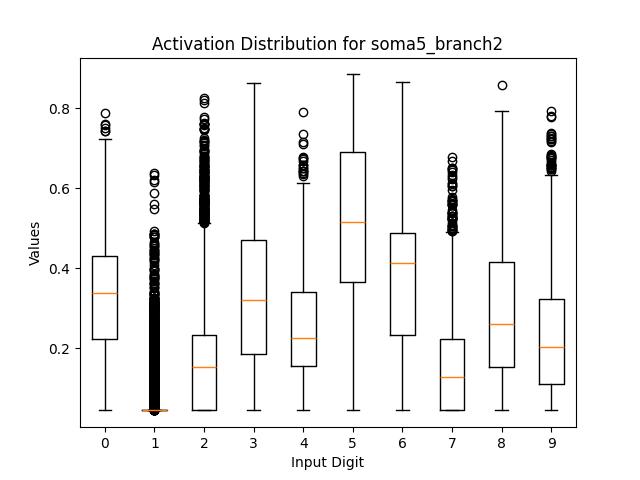 Activation Distribution for soma5_branch2
Values
0.8
0.6
0.4
0.2
0 1 2 3 4 5 6 7 8 9
Input Digit